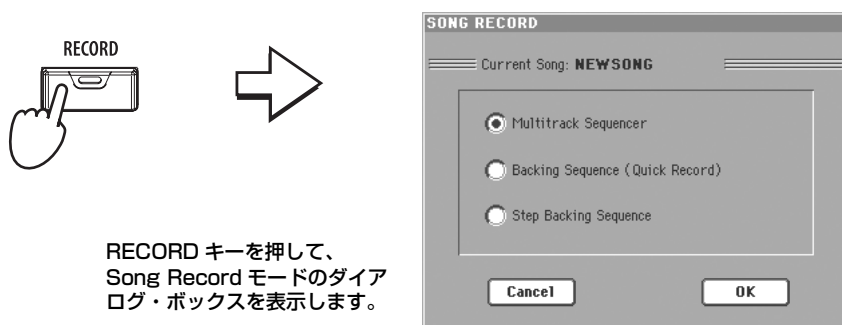 RECORD
RECORD キーを押して、
Song Record モードのダイア
ログ・ボックスを表示します。
SONG RECORD
Current Song: NEWSONG
Multitrack Sequencer
Backing Sequence (Quick Record)
Step Backing Sequence
Cancel
OK